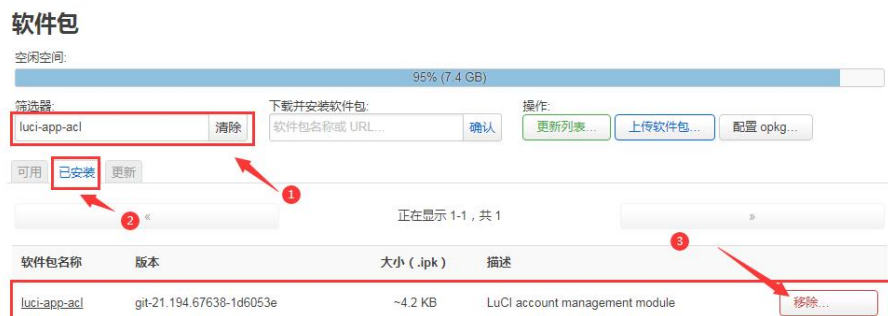 软件包
空闲空间:
95% (7.4 GB)
筛选器: 下载并安装软件包: 操作:
luci-app-acl 清除 软件包名称或 URL... 确认 更新列表... 上传软件包... 配置 opkg...
可用 已安装 更新
1
2
« 正在显示 1-1，共 1 »
3
软件包名称 版本 大小 ( .ipk ) 描述
luci-app-acl git-21.194.67638-1d6053e ~4.2 KB LuCI account management module 移除...